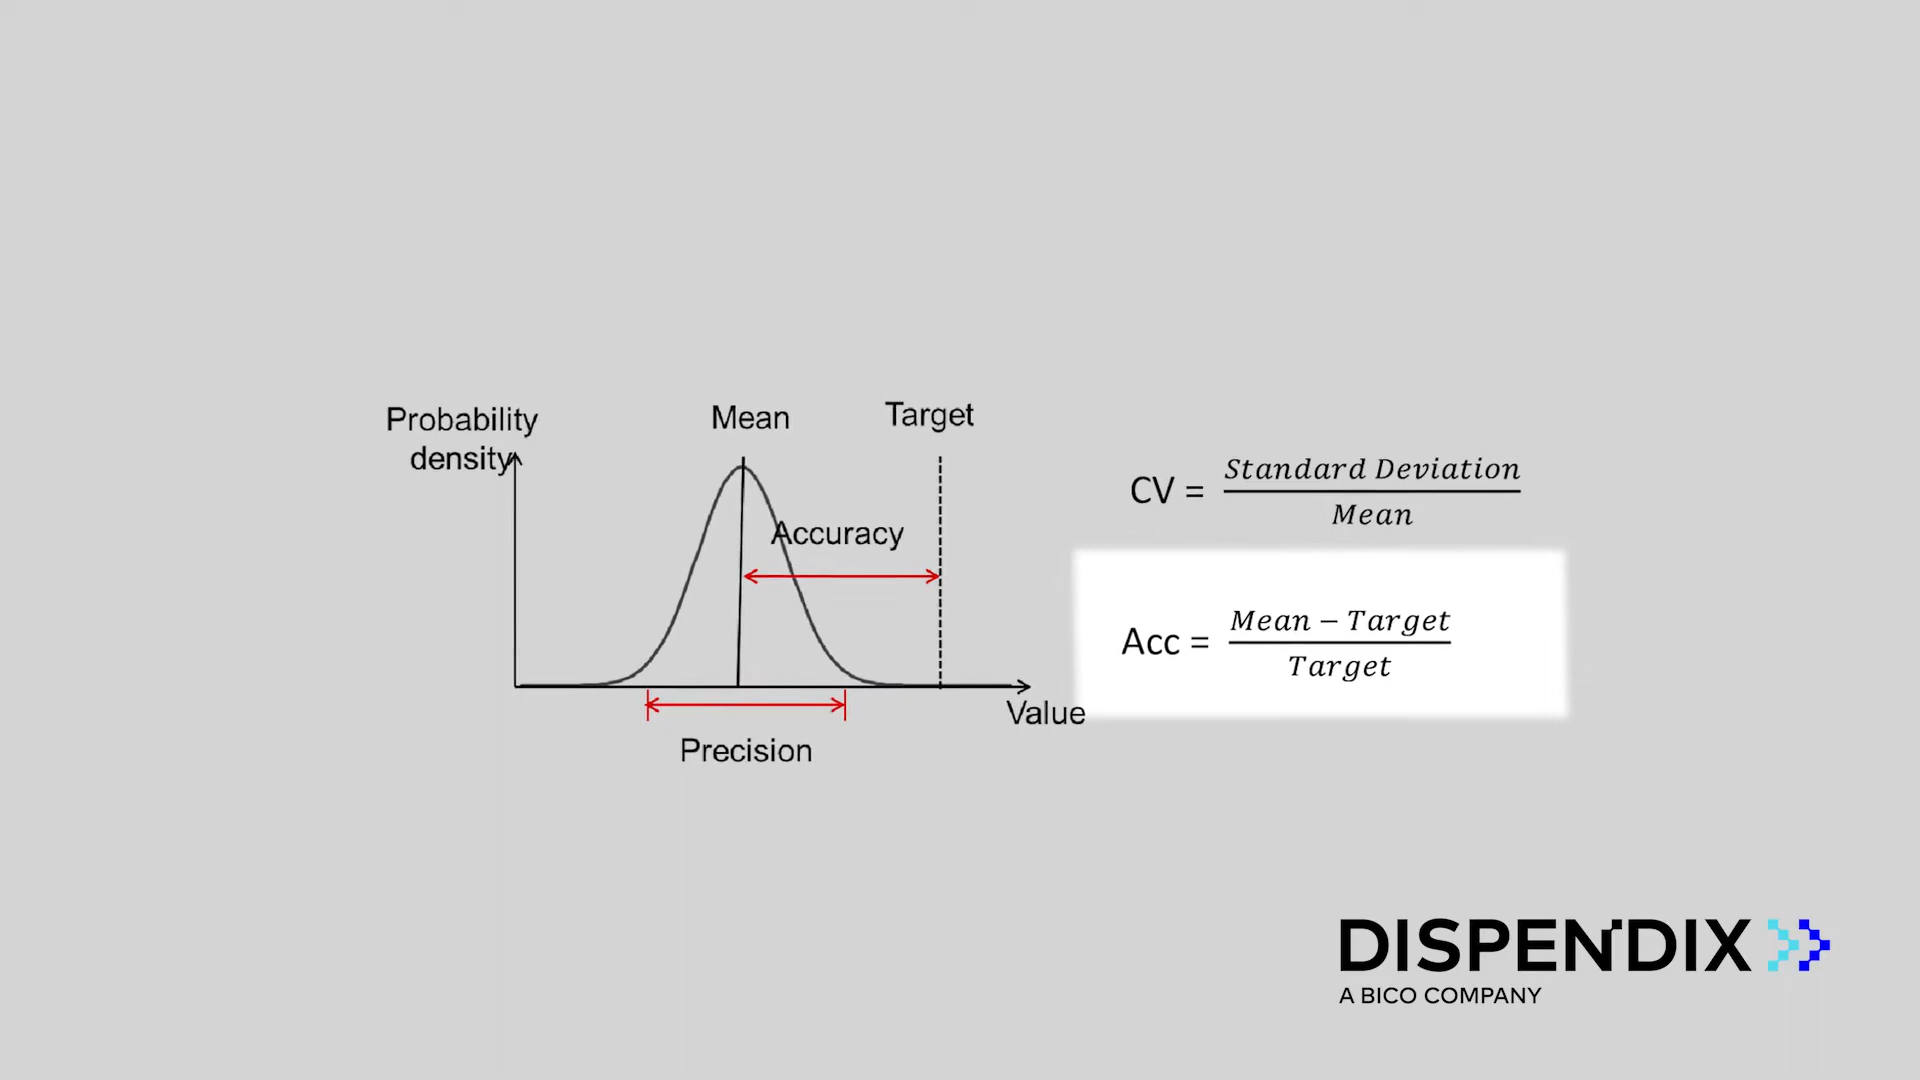 Probability
density
Mean
Target
Accuracy
Value
Precision
CV = Standard Deviation
Mean
Acc = Mean − Target
Target
DISPENDIX
A BICO COMPANY